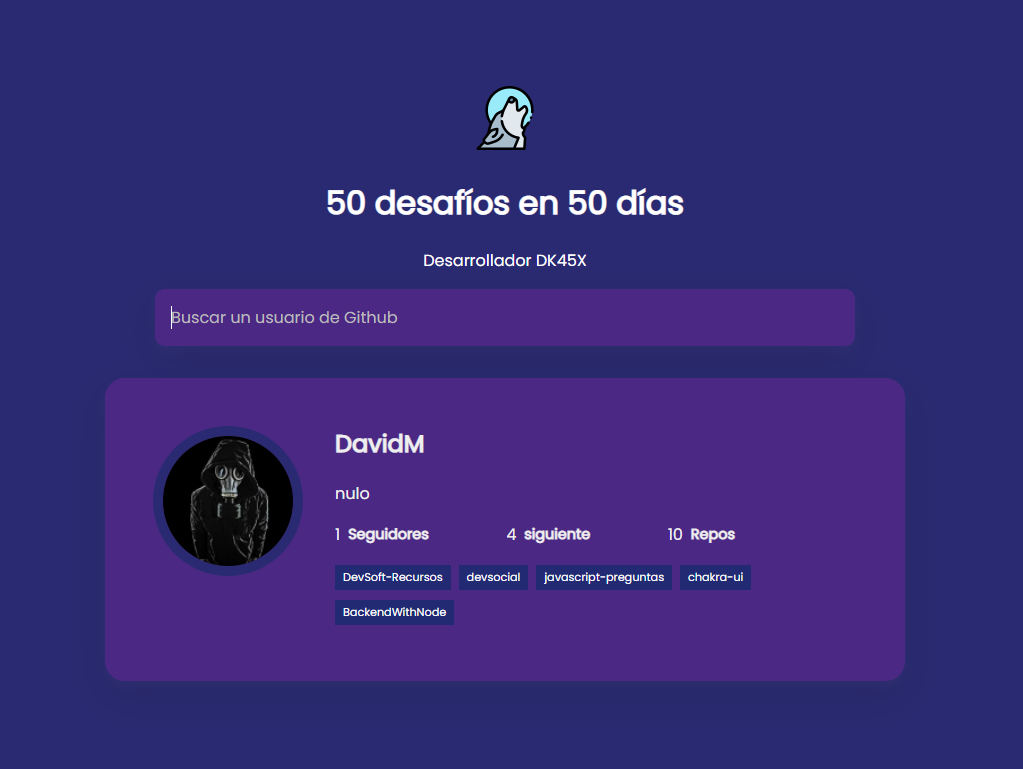 50 desafíos en 50 días
Desarrollador DK45X
Buscar un usuario de Github
DavidM
nulo
1 Seguidores 4 siguiente 10 Repos
DevSoft-Recursos devsocial javascript-preguntas chakra-ui
BackendWithNode